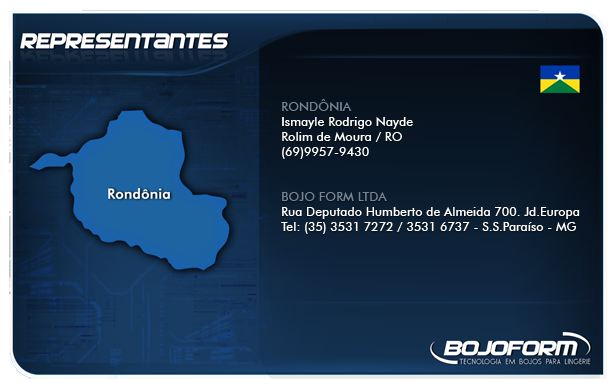 REPRESENTANTES
Rondônia
RONDÔNIA
Ismayle Rodrigo Nayde
Rolim de Moura / RO
(69)9957-9430
BOJO FORM LTDA
Rua Deputado Humberto de Almeida 700. Jd.Europa
Tel: (35) 3531 7272 / 3531 6737 - S.S.Paraíso - MG
BOJOFORM
TECNOLOGIA EM BOJOS PARA LINGERIE